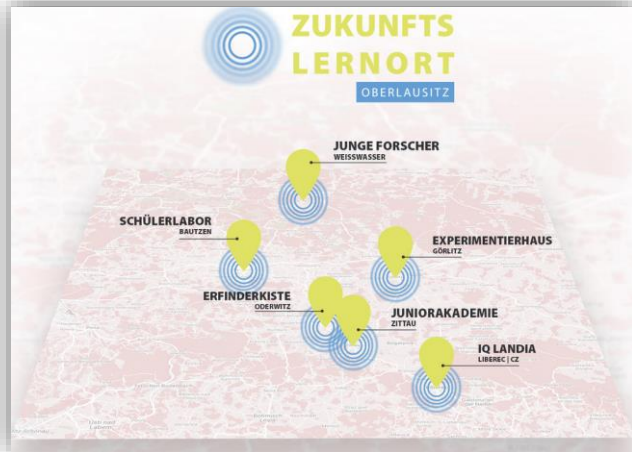 ZUKUNFTS
LERNORT
OBERLAUSITZ
JUNGE FORSCHER
WEISSWASSER
SCHÜLERLABOR
BAUTZEN
EXPERIMENTIERHAUS
GÖRLITZ
ERFINDERKISTE
ODERWITZ
JUNIORAKADEMIE
ZITTAU
IQ LANDIA
LIBEREC | CZ